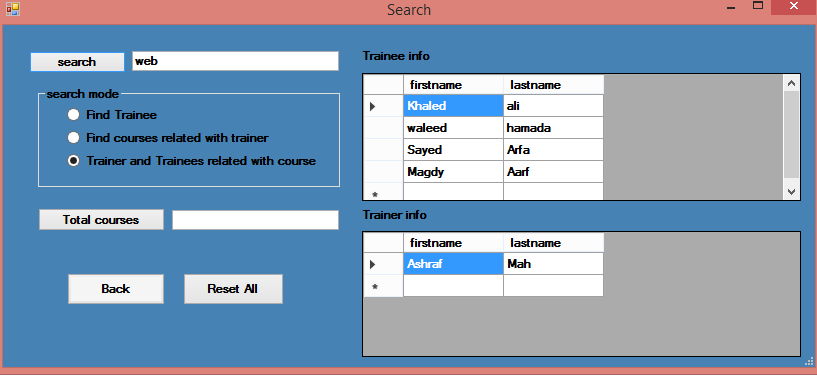 Search
search web
search mode
Find Trainee
Find courses related with trainer
Trainer and Trainees related with course
Total courses
Back Reset All
Trainee info
firstname lastname
Khaled ali
waleed hamada
Sayed Arfa
Magdy Aarf
*
Trainer info
firstname lastname
Ashraf Mah
*